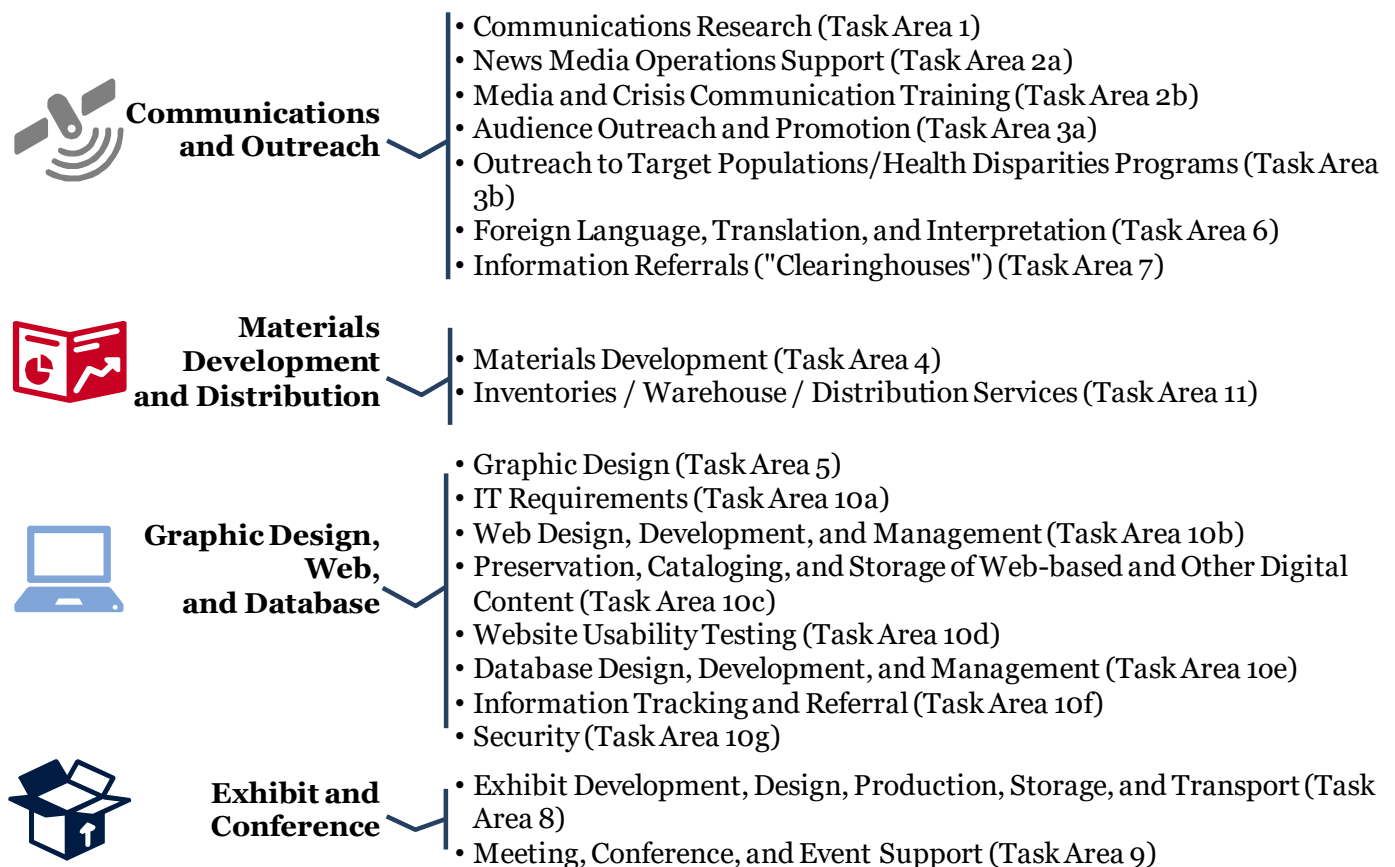 Communications
and Outreach
• Communications Research (Task Area 1)
• News Media Operations Support (Task Area 2a)
• Media and Crisis Communication Training (Task Area 2b)
• Audience Outreach and Promotion (Task Area 3a)
• Outreach to Target Populations/Health Disparities Programs (Task Area
3b)
• Foreign Language, Translation, and Interpretation (Task Area 6)
• Information Referrals ("Clearinghouses") (Task Area 7)
Materials
Development
and Distribution
• Materials Development (Task Area 4)
• Inventories / Warehouse / Distribution Services (Task Area 11)
Graphic Design,
Web,
and Database
• Graphic Design (Task Area 5)
• IT Requirements (Task Area 10a)
• Web Design, Development, and Management (Task Area 10b)
• Preservation, Cataloging, and Storage of Web-based and Other Digital
Content (Task Area 10c)
• Website Usability Testing (Task Area 10d)
• Database Design, Development, and Management (Task Area 10e)
• Information Tracking and Referral (Task Area 10f)
• Security (Task Area 10g)
Exhibit and
Conference
• Exhibit Development, Design, Production, Storage, and Transport (Task
Area 8)
• Meeting, Conference, and Event Support (Task Area 9)